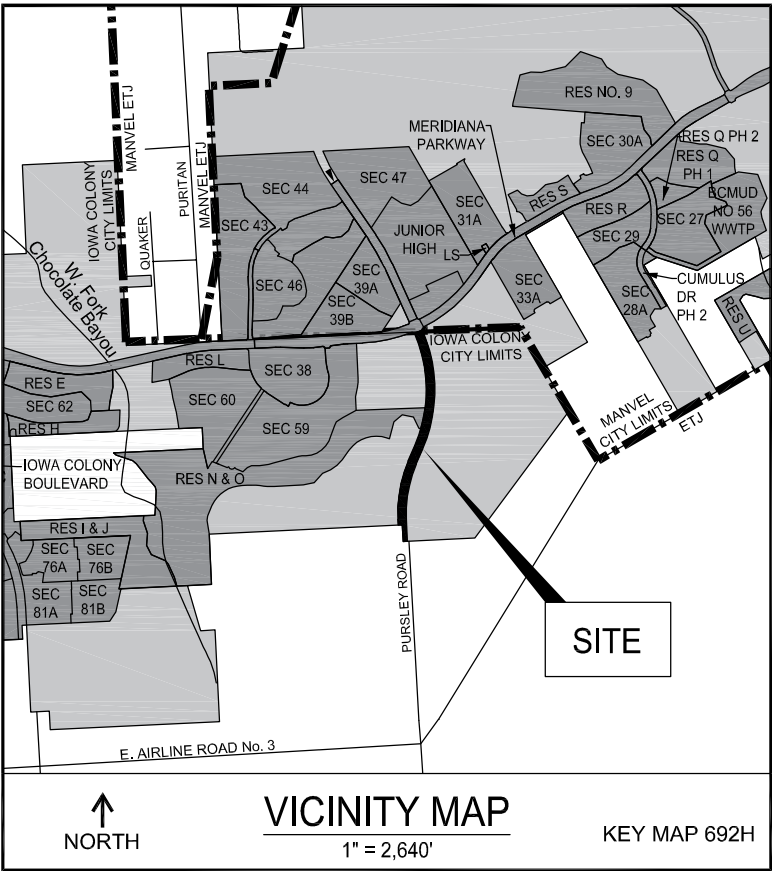 RES NO. 9
MERIDIANA
PARKWAY
SEC 30A
RES Q PH 2
RES Q
PH 1
MANVEL ETJ
IOWA COLONY
CITY LIMITS
QUAKER
PURITAN
MANVEL ETJ
SEC 44
SEC 47
SEC
31A
RES S
RES R
BCMUD
NO 56
WWTP
SEC 43
JUNIOR
HIGH
LS
SEC 29
SEC 27
W. Fork
Chocolate Bayou
SEC 46
SEC
39A
SEC
39B
SEC
33A
SEC
28A
CUMULUS
DR
PH 2
RES U
IOWA COLONY
CITY LIMITS
RES L
SEC 38
RES E
SEC 62
RES H
SEC 60
SEC 59
MANVEL
CITY LIMITS
ETJ
IOWA COLONY
BOULEVARD
RES N & O
RES I & J
SEC
76A
SEC
76B
SEC
81A
SEC
81B
PURSLEY ROAD
SITE
E. AIRLINE ROAD No. 3
NORTH
VICINITY MAP
1" = 2,640'
KEY MAP 692H